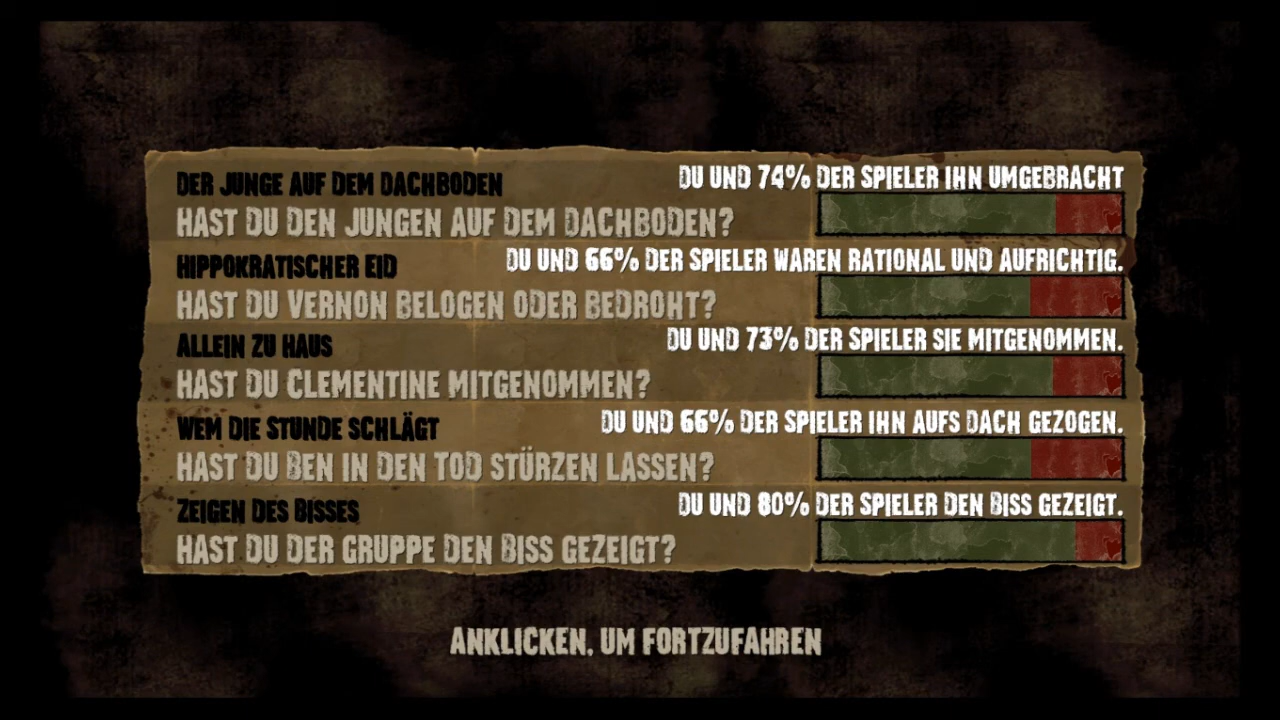 DER JUNGE AUF DEM DACHBODEN
DU UND 74% DER SPIELER IHN UMGEBRACHT
HAST DU DEN JUNGEN AUF DEM DACHBODEN?
HIPPOKRATISCHER EID
DU UND 66% DER SPIELER WAREN RATIONAL UND AUFRICHTIG.
HAST DU VERNON BELOGEN ODER BEDROHT?
ALLEIN ZU HAUS
DU UND 73% DER SPIELER SIE MITGENOMMEN.
HAST DU CLEMENTINE MITGENOMMEN?
WEM DIE STUNDE SCHLÄGT
DU UND 66% DER SPIELER IHN AUFS DACH GEZOGEN.
HAST DU BEN IN DEN TOD STÜRZEN LASSEN?
ZEIGEN DES BISSES
DU UND 80% DER SPIELER DEN BISS GEZEIGT.
HAST DU DER GRUPPE DEN BISS GEZEIGT?
ANKLICKEN, UM FORTZUFAHREN